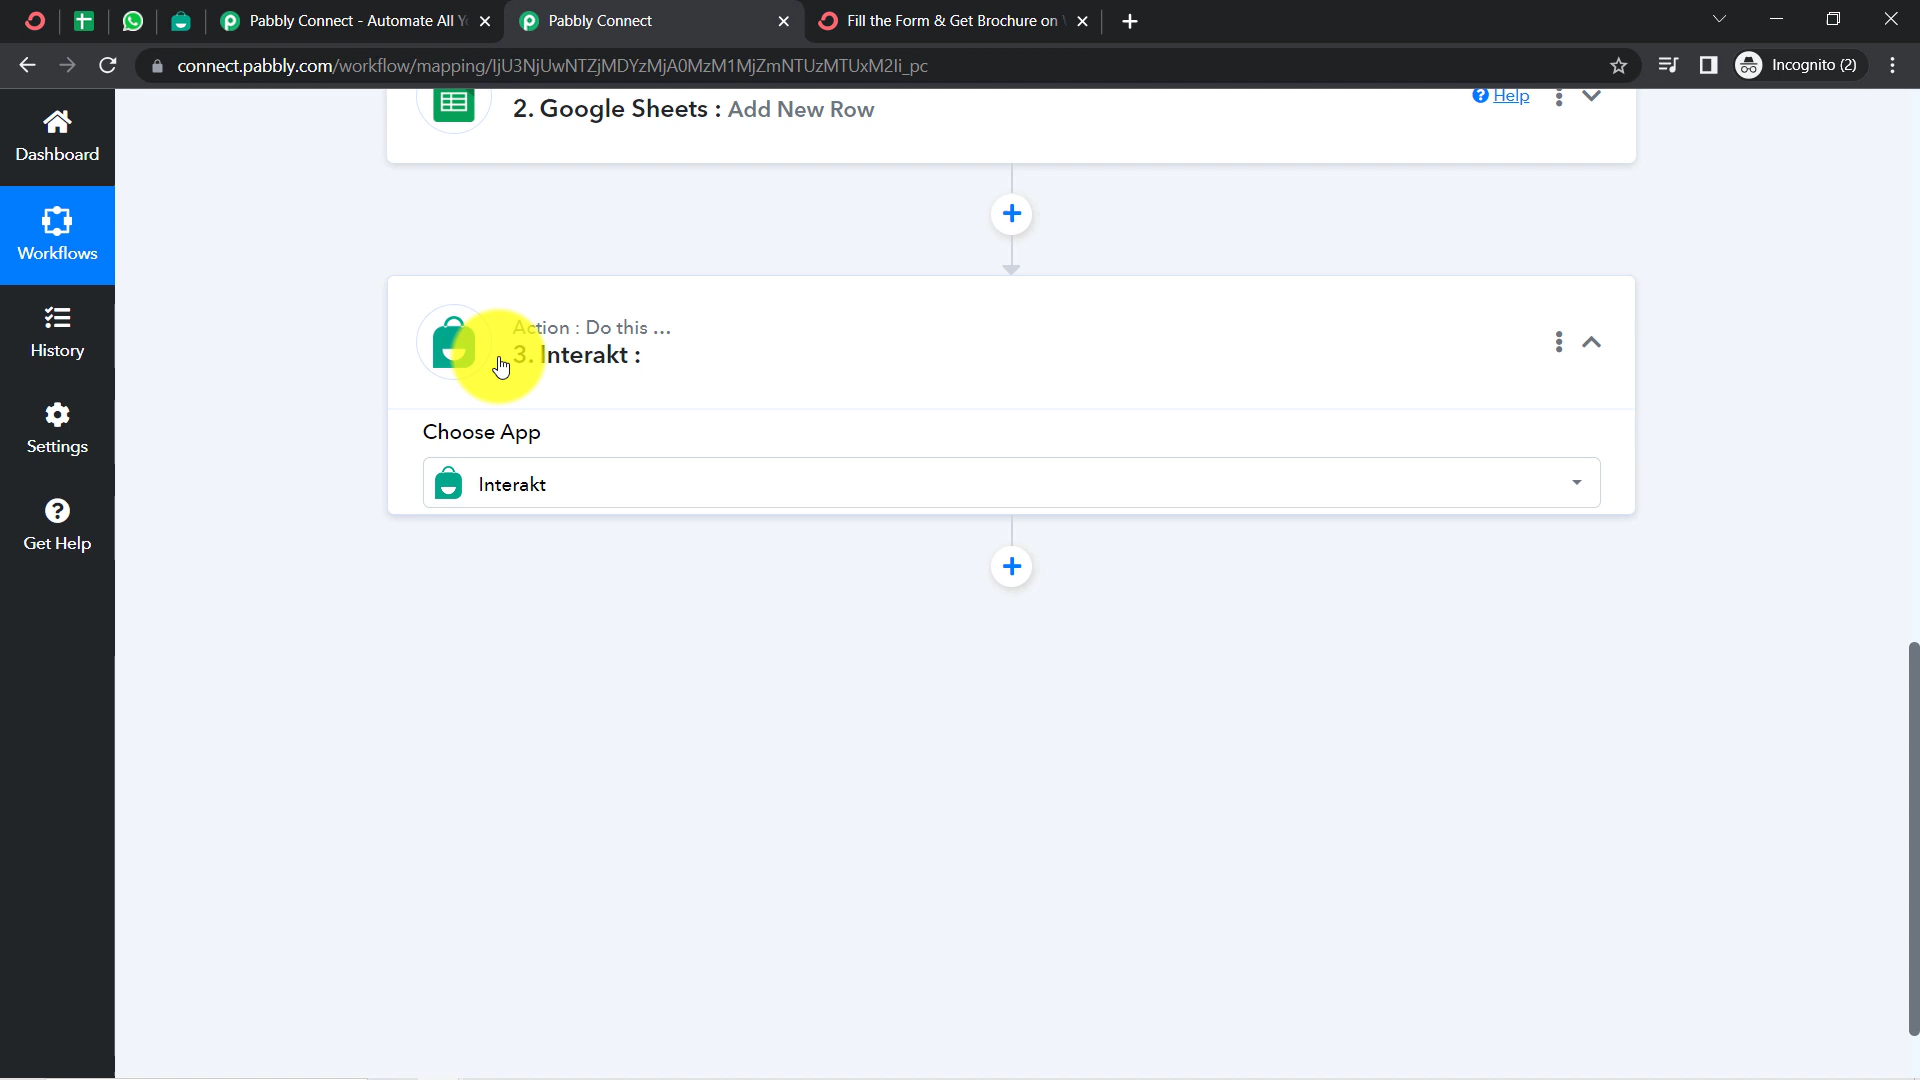 Pabbly Connect - Automate All Y
Pabbly Connect
Fill the Form & Get Brochure on
connect.pabbly.com/workflow/mapping/IjU3NjUwNTZjMDYzMjA0MzM1MjZmNTUzMTUxM2Ii_pc
Incognito (2)
Dashboard
Workflows
History
Settings
Get Help
2. Google Sheets : Add New Row
Help
Action : Do this ...
3. Interakt :
Choose App
Interakt